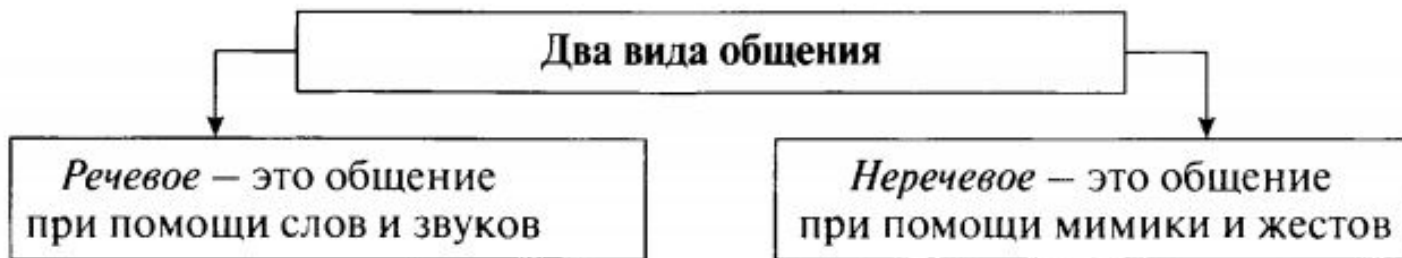 Два вида общения
Речевое – это общение
при помощи слов и звуков
Неречевое – это общение
при помощи мимики и жестов